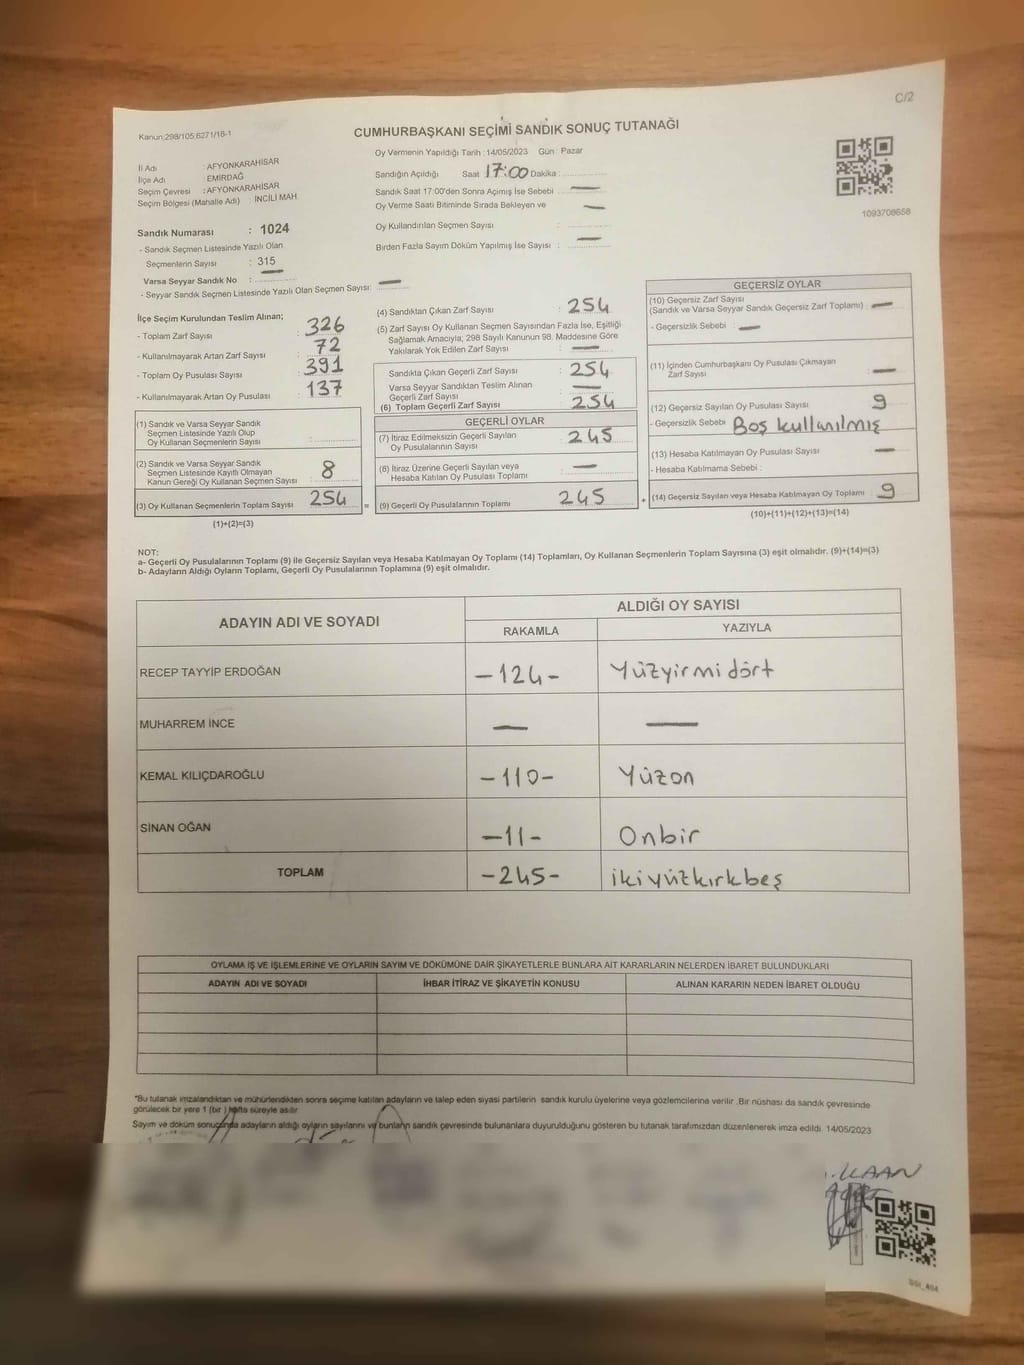 C/2
Kanun:298/105,6271/16-1
CUMHURBAŞKANI SEÇİMİ SANDIK SONUÇ TUTANAĞI
İl Adı : AFYONKARAHİSAR
İlçe Adı : EMİRDAĞ
Seçim Çevresi : AFYONKARAHİSAR
Seçim Bölgesi (Mahalle Adı) : İNCİLİ MAH
Oy Vermenin Yapıldığı Tarih : 14/05/2023 Gün : Pazar
Sandığın Açıldığı Saat 17:00 Dakika :
Sandık Saat 17:00'den Sonra Açılmış İse Sebebi : —
Oy Verme Saati Bitiminde Sırada Bekleyen ve —
Oy Kullandırılan Seçmen Sayısı :
Birden Fazla Sayım Döküm Yapılmış İse Sayısı : —
1093708658
Sandık Numarası : 1024
- Sandık Seçmen Listesinde Yazılı Olan
Seçmenlerin Sayısı : 315
Varsa Seyyar Sandık No : —
- Seyyar Sandık Seçmen Listesinde Yazılı Olan Seçmen Sayısı: —
İlçe Seçim Kurulundan Teslim Alınan;
- Toplam Zarf Sayısı : 326
- Kullanılmayarak Artan Zarf Sayısı : 72
- Toplam Oy Pusulası Sayısı : 391
- Kullanılmayarak Artan Oy Pusulası : 137
(1) Sandık ve Varsa Seyyar Sandık
Seçmen Listesinde Yazılı Olup
Oy Kullanan Seçmenlerin Sayısı :
(2) Sandık ve Varsa Seyyar Sandık
Seçmen Listesinde Kayıtlı Olmayan
Kanun Gereği Oy Kullanan Seçmen Sayısı : 8
(3) Oy Kullanan Seçmenlerin Toplam Sayısı : 254
(1)+(2)=(3)
(4) Sandıktan Çıkan Zarf Sayısı : 254
(5) Zarf Sayısı Oy Kullanan Seçmen Sayısından Fazla İse, Eşitliği
Sağlamak Amacıyla; 298 Sayılı Kanunun 98. Maddesine Göre
Yakılarak Yok Edilen Zarf Sayısı : —
Sandıkta Çıkan Geçerli Zarf Sayısı : 254
Varsa Seyyar Sandıktan Teslim Alınan
Geçerli Zarf Sayısı : —
(6) Toplam Geçerli Zarf Sayısı : 254
GEÇERLİ OYLAR
(7) İtiraz Edilmeksizin Geçerli Sayılan
Oy Pusulalarının Sayısı : 245
(8) İtiraz Üzerine Geçerli Sayılan veya
Hesaba Katılan Oy Pusulası Toplamı : —
= (9) Geçerli Oy Pusulalarının Toplamı : 245
GEÇERSİZ OYLAR
(10) Geçersiz Zarf Sayısı
(Sandık ve Varsa Seyyar Sandık Geçersiz Zarf Toplamı) : —
- Geçersizlik Sebebi : —
(11) İçinden Cumhurbaşkanı Oy Pusulası Çıkmayan
Zarf Sayısı : —
(12) Geçersiz Sayılan Oy Pusulası Sayısı : 9
- Geçersizlik Sebebi : Boş kullanılmış
(13) Hesaba Katılmayan Oy Pusulası Sayısı : —
- Hesaba Katılmama Sebebi :
+ (14) Geçersiz Sayılan veya Hesaba Katılmayan Oy Toplamı : 9
(10)+(11)+(12)+(13)=(14)
NOT:
a- Geçerli Oy Pusulalarının Toplamı (9) ile Geçersiz Sayılan veya Hesaba Katılmayan Oy Toplamı (14) Toplamları, Oy Kullanan Seçmenlerin Toplam Sayısına (3) eşit olmalıdır. (9)+(14)=(3)
b- Adayların Aldığı Oyların Toplamı, Geçerli Oy Pusulalarının Toplamına (9) eşit olmalıdır.
ADAYIN ADI VE SOYADI
ALDIĞI OY SAYISI
RAKAMLA YAZIYLA
RECEP TAYYİP ERDOĞAN -124- Yüzyirmidört
MUHARREM İNCE — —
KEMAL KILIÇDAROĞLU -110- Yüzon
SİNAN OĞAN -11- Onbir
TOPLAM -245- ikiyüzkırkbeş
OYLAMA İŞ VE İŞLEMLERİNE VE OYLARIN SAYIM VE DÖKÜMÜNE DAİR ŞİKAYETLERLE BUNLARA AİT KARARLARIN NELERDEN İBARET BULUNDUKLARI
ADAYIN ADI VE SOYADI İHBAR İTİRAZ VE ŞİKAYETİN KONUSU ALINAN KARARIN NEDEN İBARET OLDUĞU
*Bu tutanak imzalandıktan ve mühürlendikten sonra seçime katılan adayların ve talep eden siyasi partilerin sandık kurulu üyelerine veya gözlemcilerine verilir .Bir nüshası da sandık çevresinde
görülecek bir yere 1 (bir ) hafta süreyle asılır
Sayım ve döküm sonucunda adayların aldığı oyların sayılarını ve bunların sandık çevresinde bulunanlara duyurulduğunu gösteren bu tutanak tarafımızdan düzenlenerek imza edildi. 14/05/2023